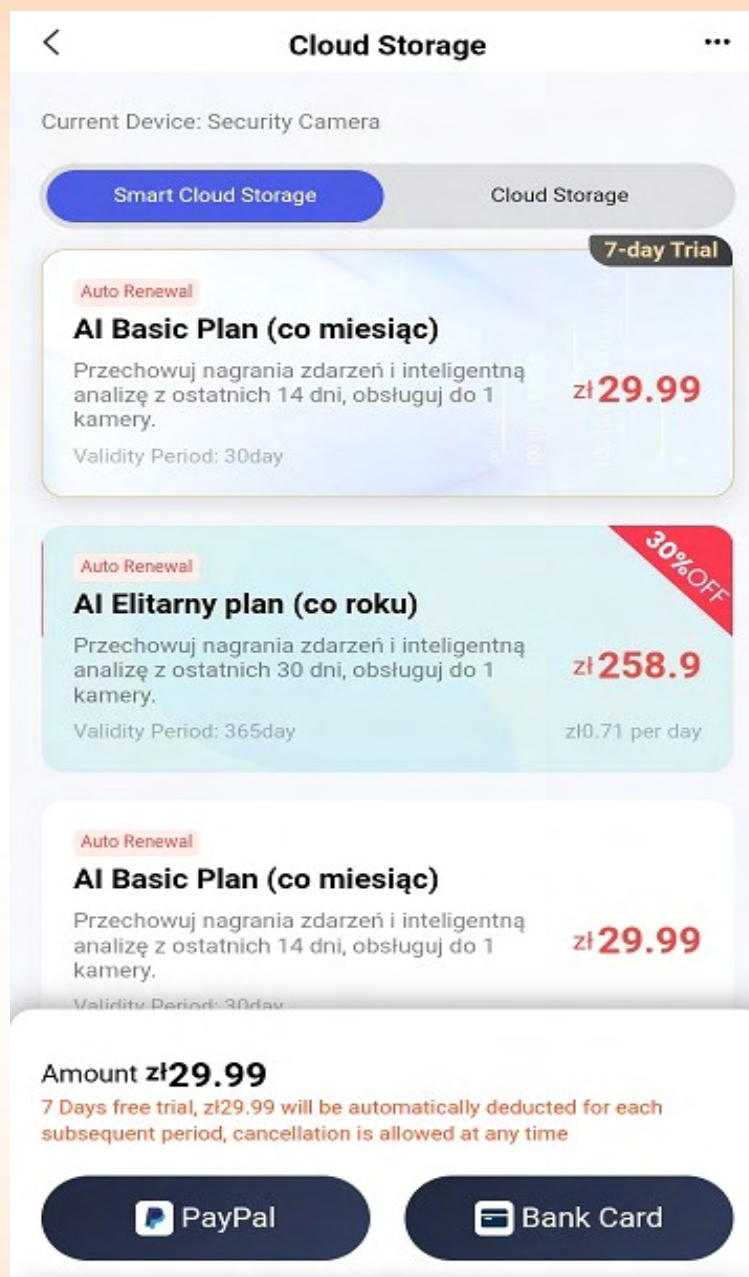 Cloud Storage
Current Device: Security Camera
Smart Cloud Storage
Cloud Storage
7-day Trial
Auto Renewal
AI Basic Plan (co miesiąc)
Przechowuj nagrania zdarzeń i inteligentną
analizę z ostatnich 14 dni, obsługuj do 1
kamery.
zł29.99
Validity Period: 30day
30%OFF
Auto Renewal
AI Elitarny plan (co roku)
Przechowuj nagrania zdarzeń i inteligentną
analizę z ostatnich 30 dni, obsługuj do 1
kamery.
zł258.9
Validity Period: 365day
zł0.71 per day
Auto Renewal
AI Basic Plan (co miesiąc)
Przechowuj nagrania zdarzeń i inteligentną
analizę z ostatnich 14 dni, obsługuj do 1
kamery.
zł29.99
Validity Period: 30day
Amount zł29.99
7 Days free trial, zł29.99 will be automatically deducted for each
subsequent period, cancellation is allowed at any time
PayPal
Bank Card